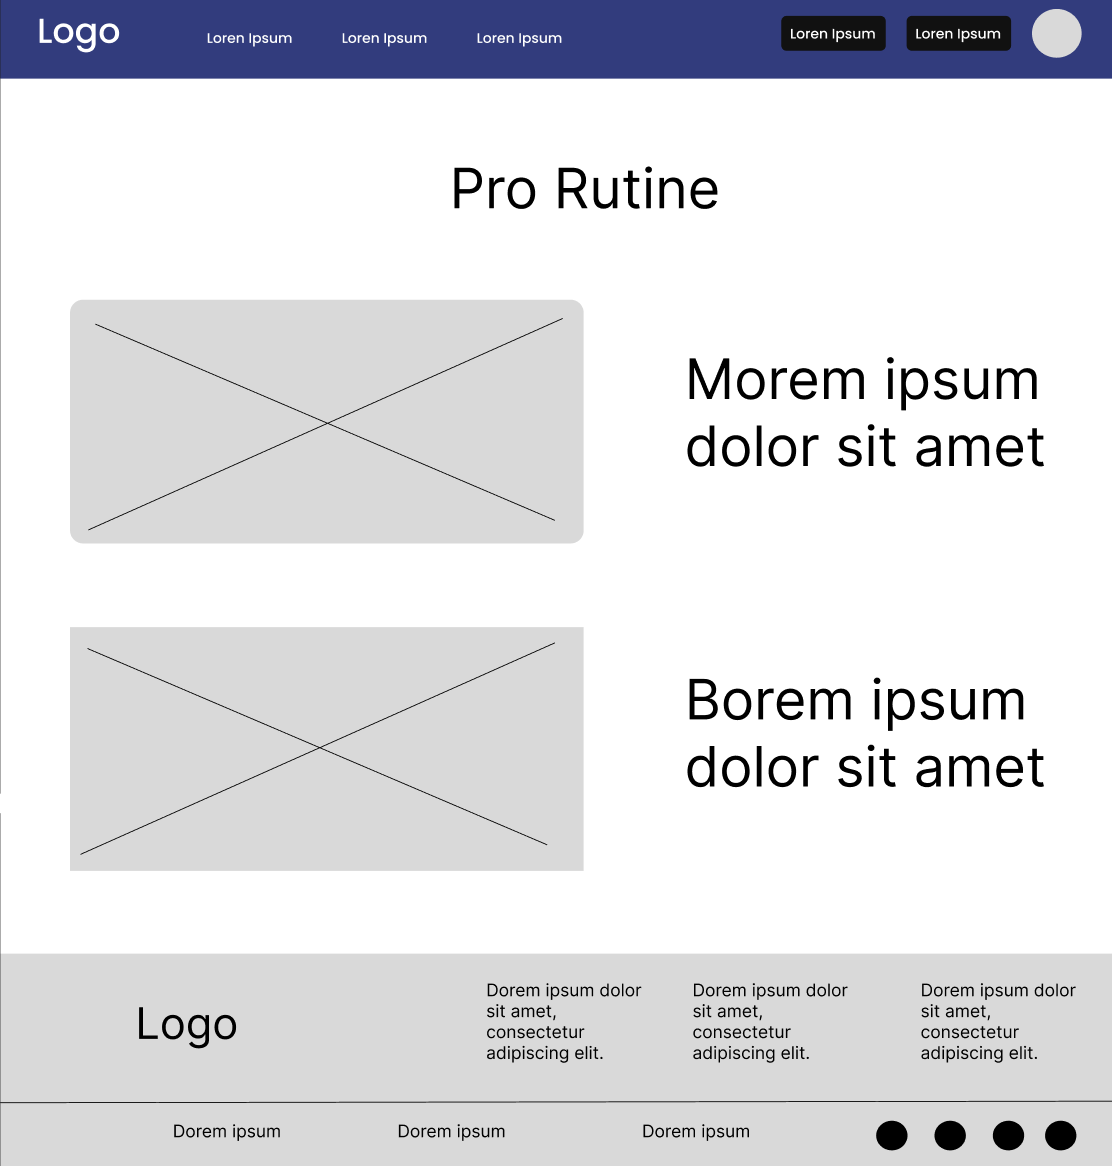 Logo
Loren Ipsum
Loren Ipsum
Loren Ipsum
Loren Ipsum
Loren Ipsum
Pro Rutine
Morem ipsum
dolor sit amet
Borem ipsum
dolor sit amet
Logo
Dorem ipsum dolor
sit amet,
consectetur
adipiscing elit.
Dorem ipsum dolor
sit amet,
consectetur
adipiscing elit.
Dorem ipsum dolor
sit amet,
consectetur
adipiscing elit.
Dorem ipsum
Dorem ipsum
Dorem ipsum